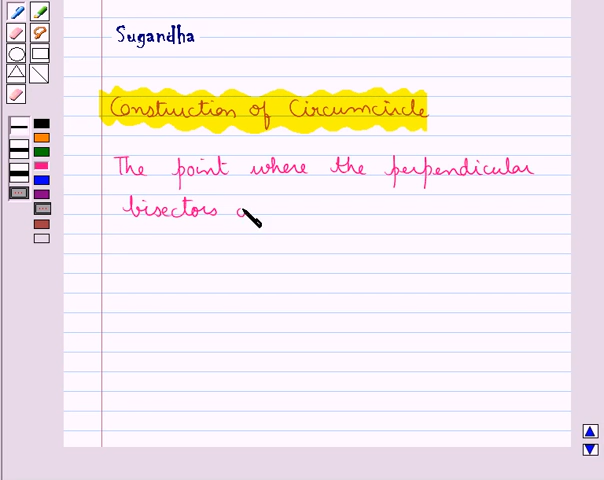 Sugandha
Construction of Circumcircle
The point where the perpendicular
bisectors